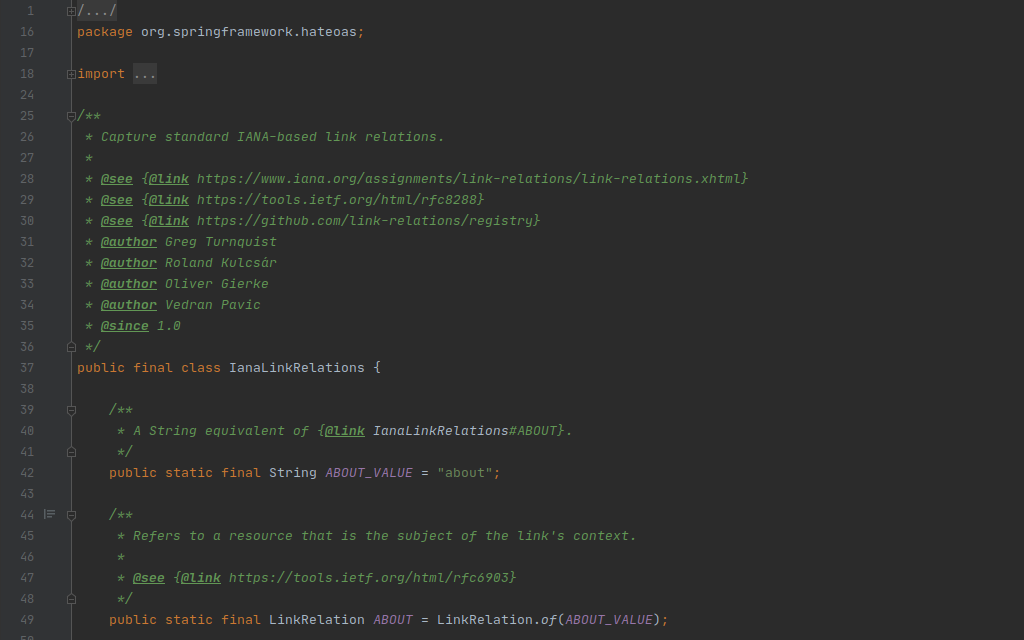 1 /.../
16 package org.springframework.hateoas;
17
18 import ...
24
25 /**
26  * Capture standard IANA-based link relations.
27  *
28  * @see {@link https://www.iana.org/assignments/link-relations/link-relations.xhtml}
29  * @see {@link https://tools.ietf.org/html/rfc8288}
30  * @see {@link https://github.com/link-relations/registry}
31  * @author Greg Turnquist
32  * @author Roland Kulcsár
33  * @author Oliver Gierke
34  * @author Vedran Pavic
35  * @since 1.0
36  */
37 public final class IanaLinkRelations {
38
39     /**
40      * A String equivalent of {@link IanaLinkRelations#ABOUT}.
41      */
42     public static final String ABOUT_VALUE = "about";
43
44     /**
45      * Refers to a resource that is the subject of the link's context.
46      *
47      * @see {@link https://tools.ietf.org/html/rfc6903}
48      */
49     public static final LinkRelation ABOUT = LinkRelation.of(ABOUT_VALUE);
50